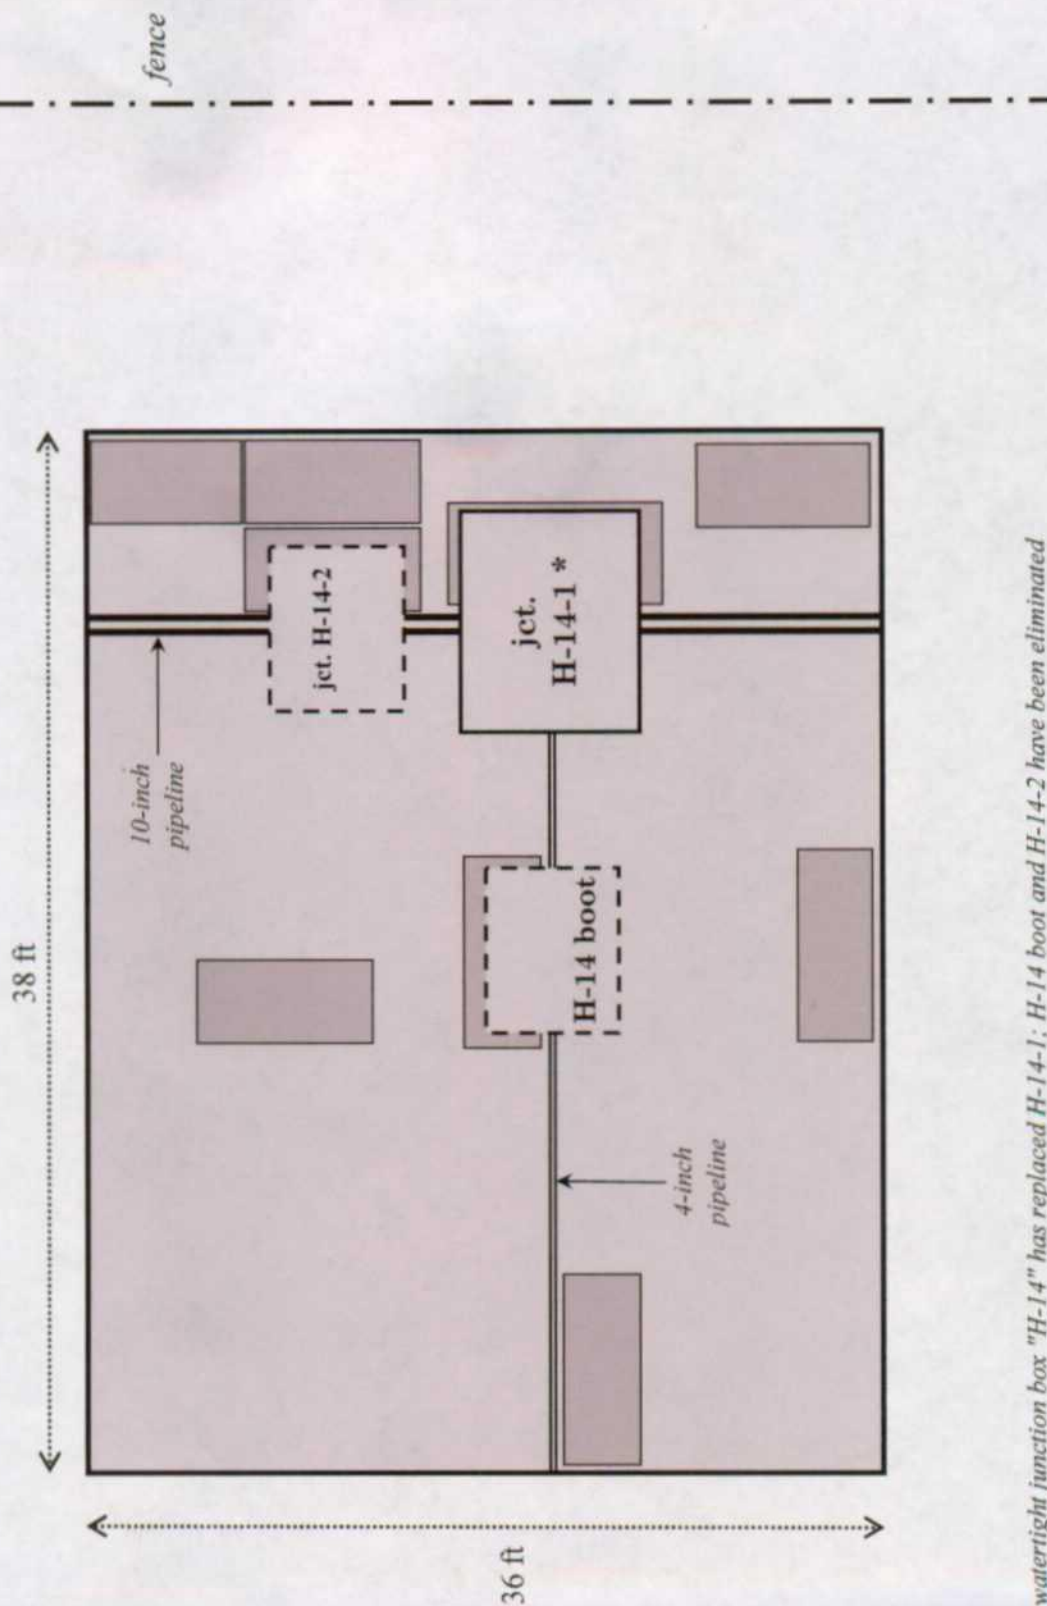 fence
38 ft
10-inch
pipeline
jct. H-14-2
jct.
H-14-1 *
H-14 boot
4-inch
pipeline
36 ft
watertight junction box "H-14" has replaced H-14-1; H-14 boot and H-14-2 have been eliminated